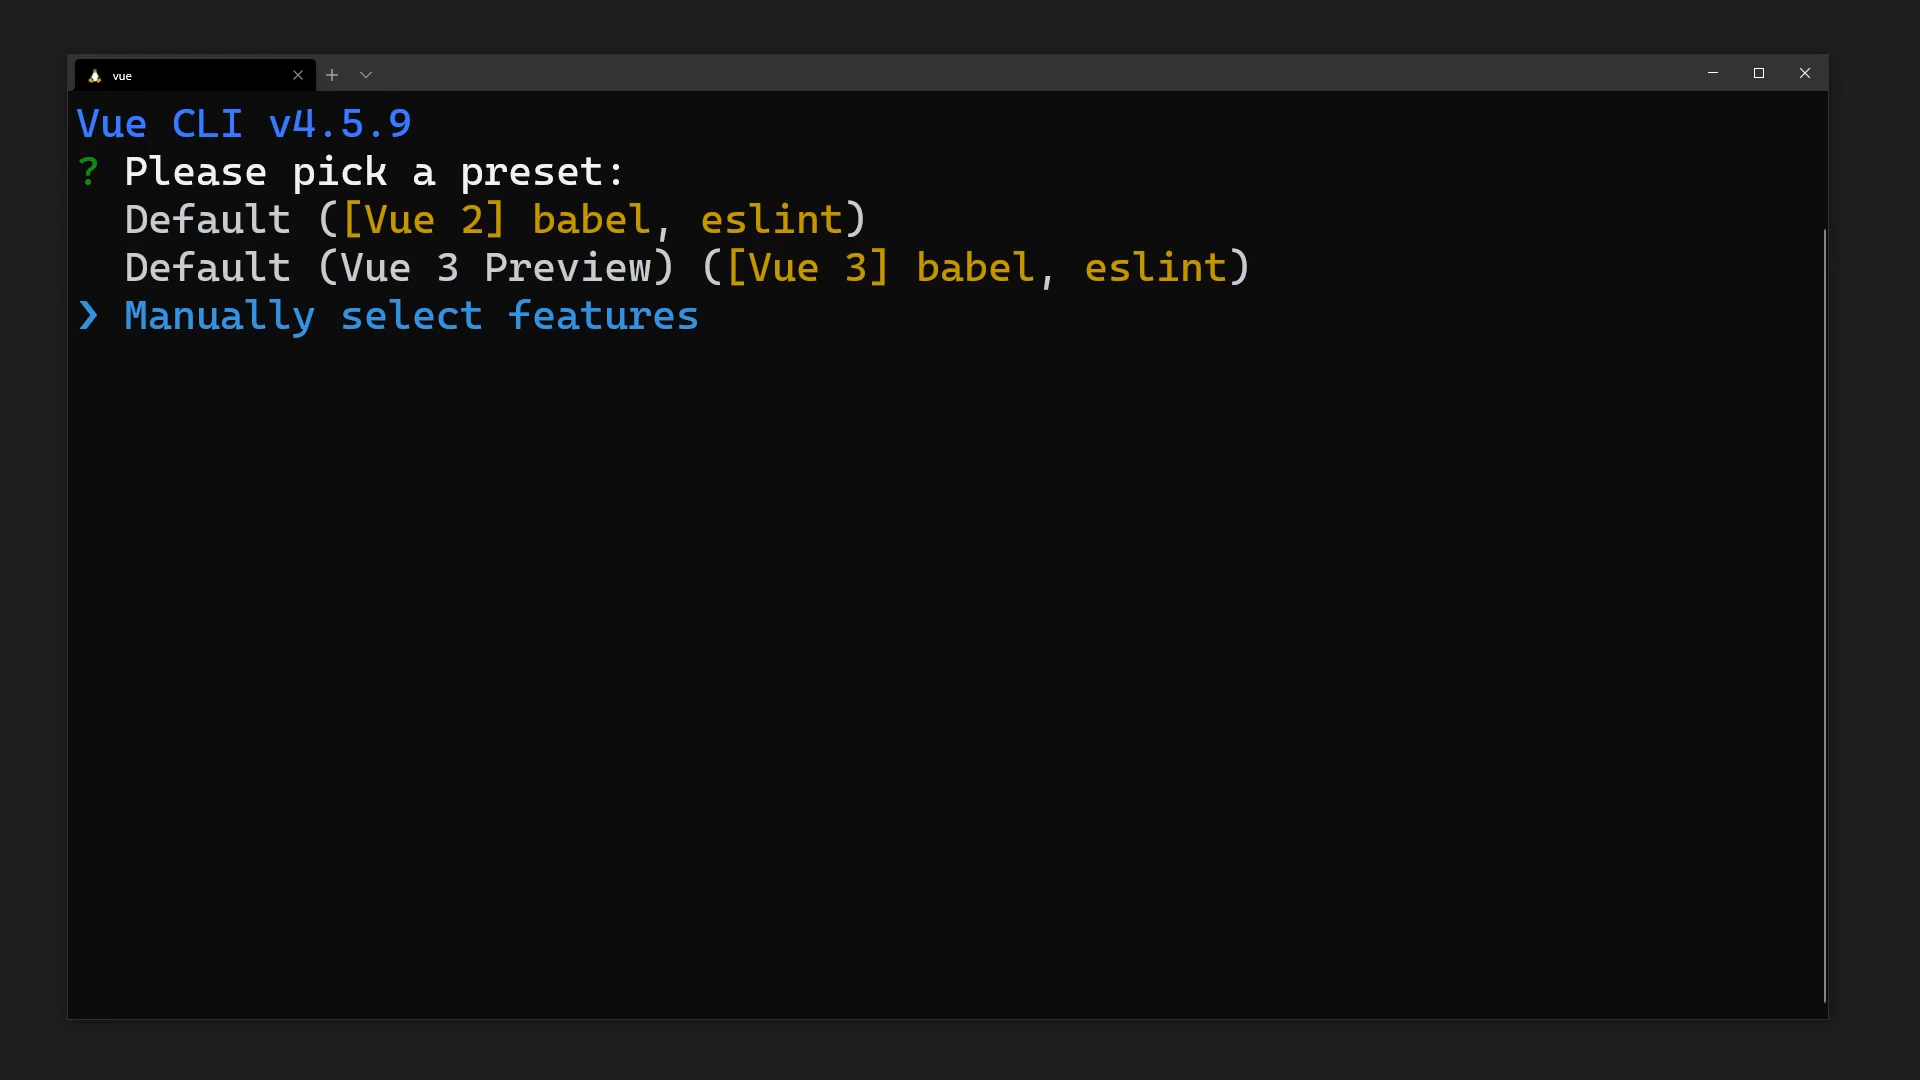 vue
Vue CLI v4.5.9
? Please pick a preset:
Default ([Vue 2] babel, eslint)
Default (Vue 3 Preview) ([Vue 3] babel, eslint)
❯ Manually select features